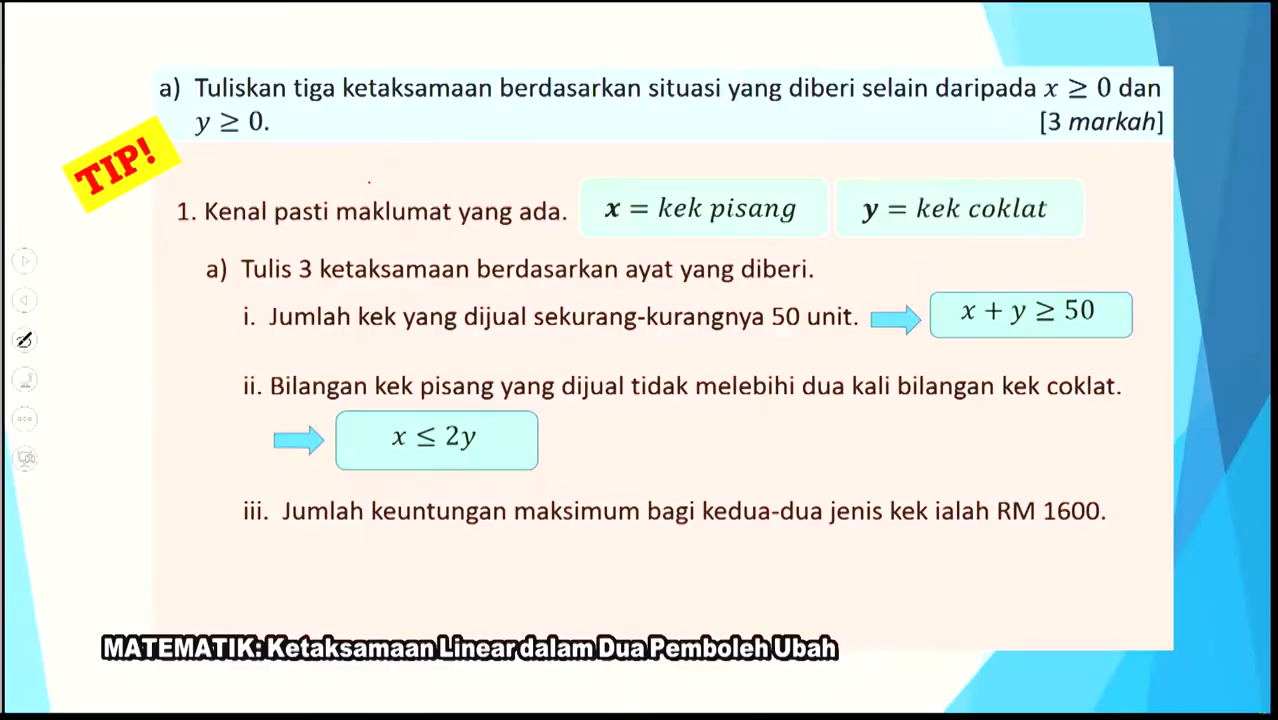 a) Tuliskan tiga ketaksamaan berdasarkan situasi yang diberi selain daripada x ≥ 0 dan
y ≥ 0. [3 markah]
TIP!
1. Kenal pasti maklumat yang ada. x = kek pisang y = kek coklat
a) Tulis 3 ketaksamaan berdasarkan ayat yang diberi.
i. Jumlah kek yang dijual sekurang-kurangnya 50 unit. x + y ≥ 50
ii. Bilangan kek pisang yang dijual tidak melebihi dua kali bilangan kek coklat.
x ≤ 2y
iii. Jumlah keuntungan maksimum bagi kedua-dua jenis kek ialah RM 1600.
MATEMATIK: Ketaksamaan Linear dalam Dua Pemboleh Ubah